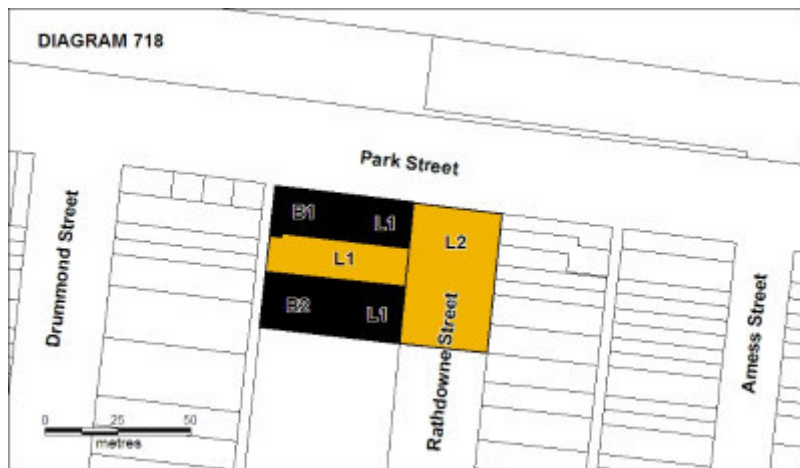 DIAGRAM 718
Park Street
Drummond Street
B1
L1
L2
L1
B2
L1
Rathdowne Street
Amess Street
0 25 50
metres